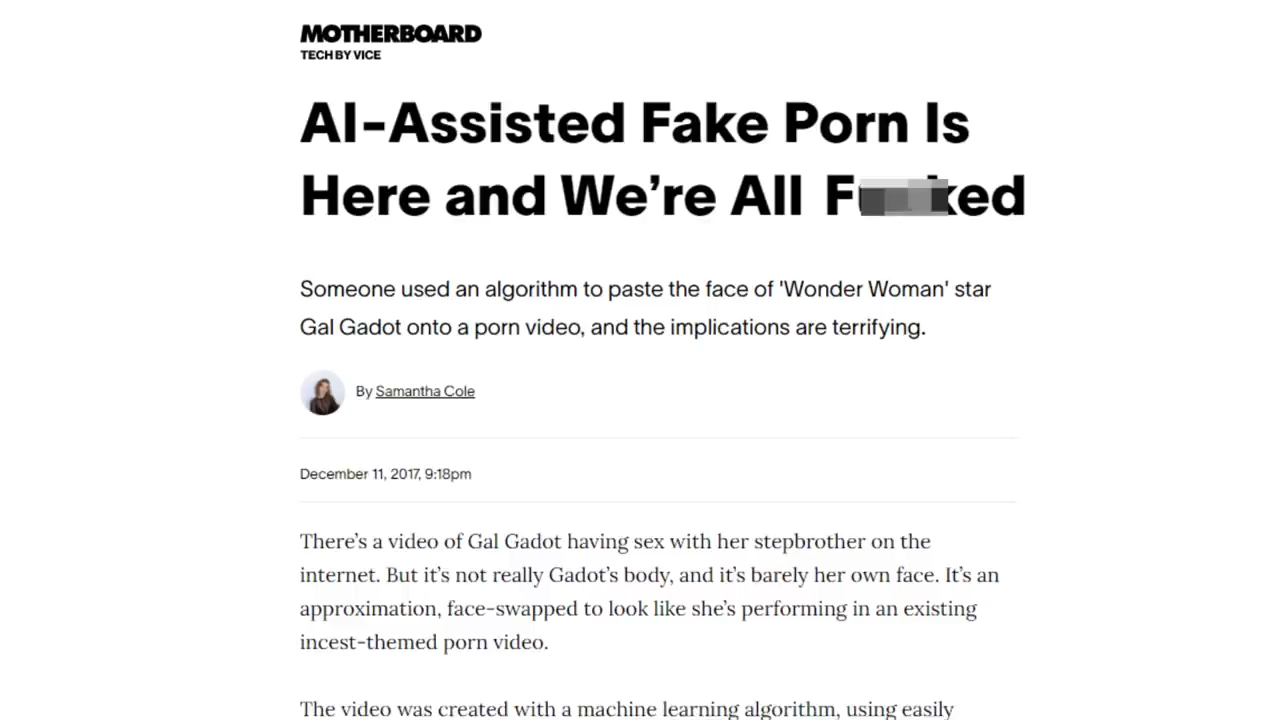 MOTHERBOARD
TECH BY VICE
AI-Assisted Fake Porn Is
Here and We're All
Someone used an algorithm to paste the face of 'Wonder Woman' star
Gal Gadot onto a porn video, and the implications are terrifying.
By Samantha Cole
December 11, 2017, 9:18pm
There's a video of Gal Gadot having sex with her stepbrother on the
internet. But it's not really Gadot's body, and it's barely her own face. It's an
approximation, face-swapped to look like she's performing in an existing
incest-themed porn video.
The video was created with a machine learning algorithm, using easily